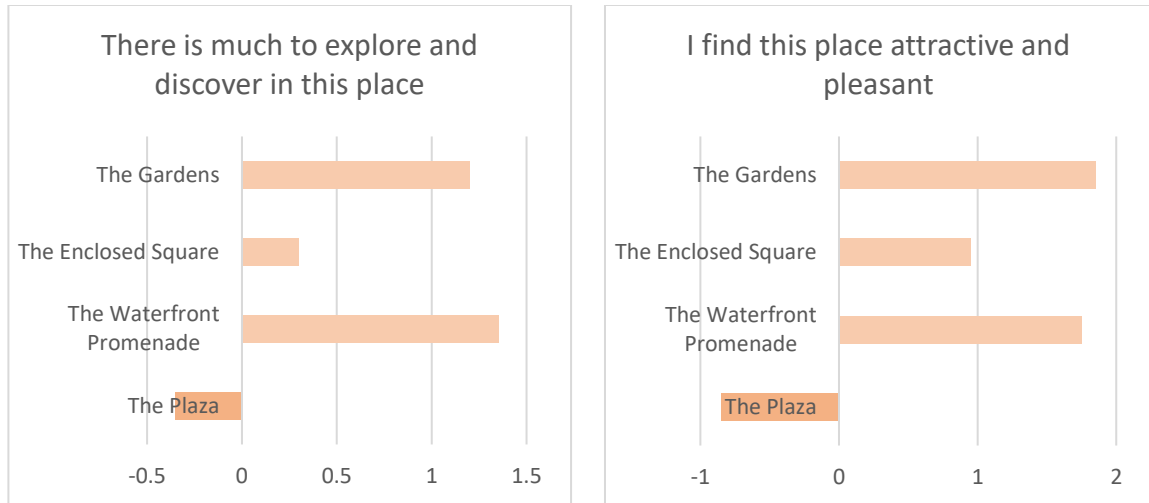 There is much to explore and
discover in this place
The Gardens
The Enclosed Square
The Waterfront
Promenade
The Plaza
-0.5 0 0.5 1 1.5
I find this place attractive and
pleasant
The Gardens
The Enclosed Square
The Waterfront
Promenade
The Plaza
-1 0 1 2